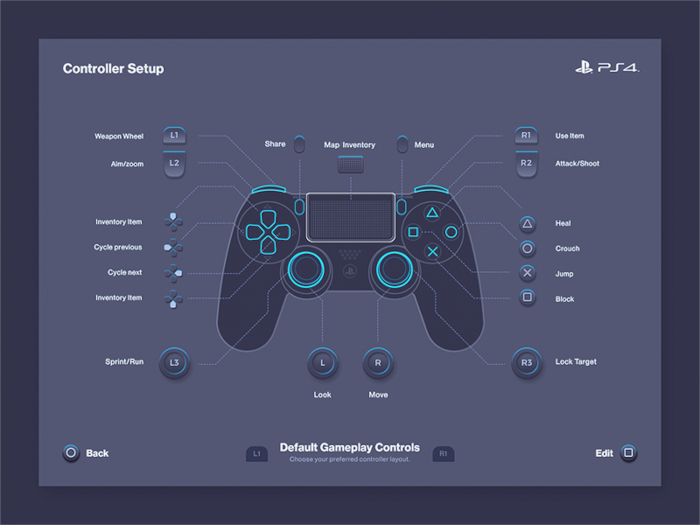 Controller Setup
PS4
Weapon Wheel
L1
Share
Map Inventory
Menu
R1
Use Item
Aim/zoom
L2
R2
Attack/Shoot
Inventory Item
Heal
Cycle previous
Crouch
Cycle next
Jump
Inventory Item
Block
Sprint/Run
L3
L
R
R3
Lock Target
Look
Move
Back
L1
Default Gameplay Controls
Choose your preferred controller layout.
R1
Edit